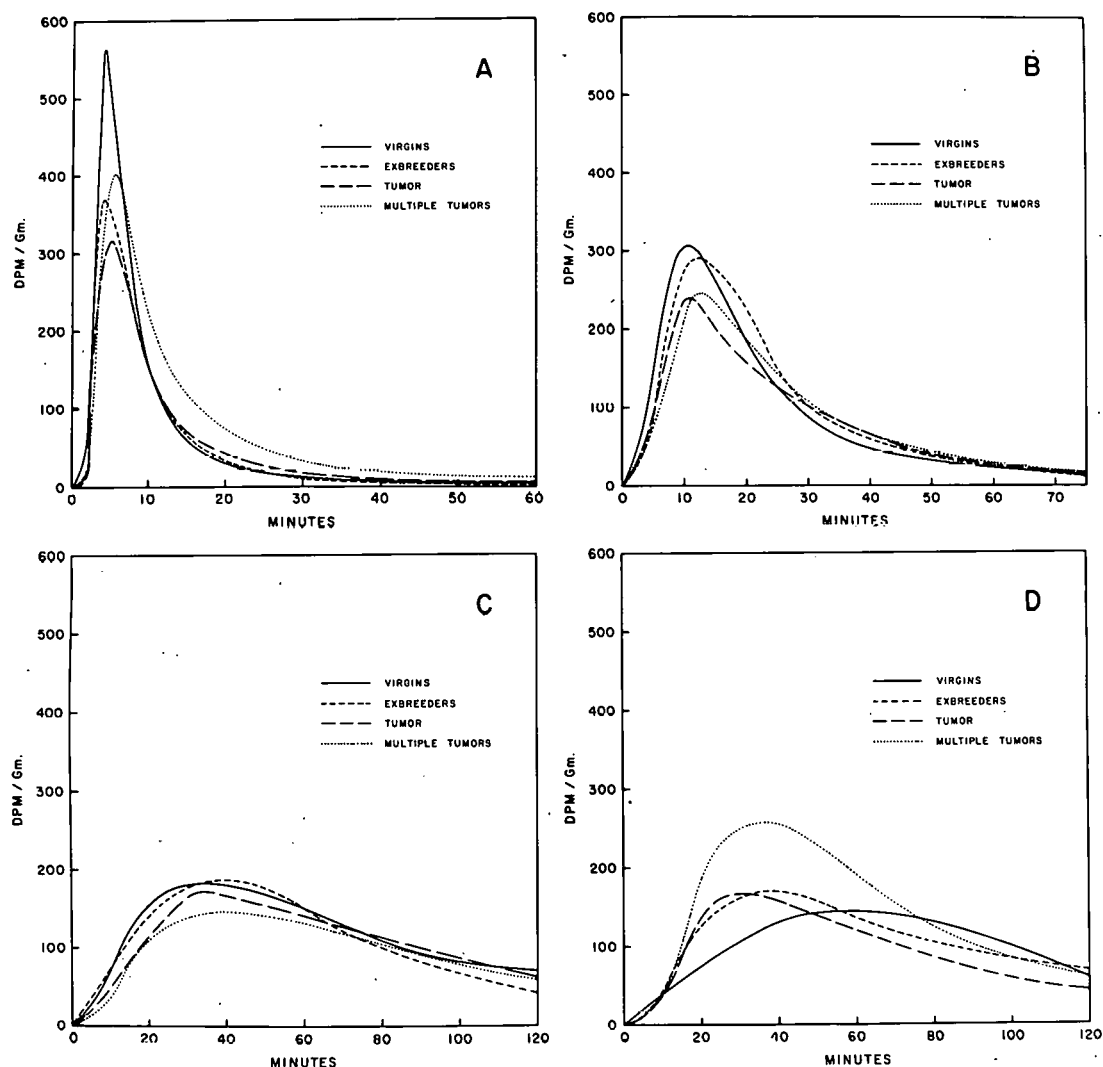 A
600
500
400
300
200
100
0
DPM / Gm.
VIRGINS
EXBREEDERS
TUMOR
MULTIPLE TUMORS
0 10 20 30 40 50 60
MINUTES
B
600
500
400
300
200
100
0
DPM / Gm.
VIRGINS
EXBREEDERS
TUMOR
MULTIPLE TUMORS
0 10 20 30 40 50 60 70
MINUTES
C
600
500
400
300
200
100
0
DPM / Gm.
VIRGINS
EXBREEDERS
TUMOR
MULTIPLE TUMORS
0 20 40 60 80 100 120
MINUTES
D
600
500
400
300
200
100
0
DPM / Gm.
VIRGINS
EXBREEDERS
TUMOR
MULTIPLE TUMORS
0 20 40 60 80 100 120
MINUTES